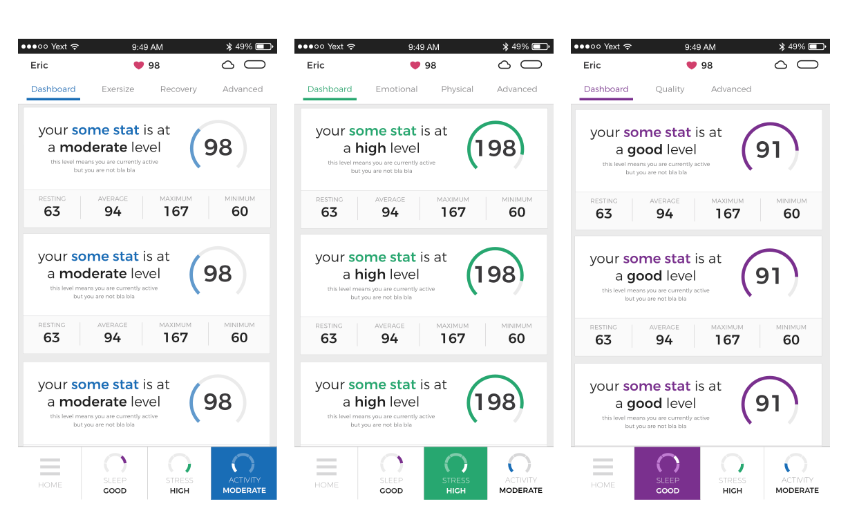 Yext 9:49 AM 49%
Eric 98
Dashboard Exersize Recovery Advanced
your some stat is at
a moderate level
this level means you are currently active
but you are not bla bla
98
RESTING AVERAGE MAXIMUM MINIMUM
63 94 167 60
your some stat is at
a moderate level
this level means you are currently active
but you are not bla bla
98
RESTING AVERAGE MAXIMUM MINIMUM
63 94 167 60
your some stat is at
a moderate level
this level means you are currently active
but you are not bla bla
98
HOME SLEEP STRESS ACTIVITY
GOOD HIGH MODERATE
Yext 9:49 AM 49%
Eric 98
Dashboard Emotional Physical Advanced
your some stat is at
a high level
this level means you are currently active
but you are not bla bla
198
RESTING AVERAGE MAXIMUM MINIMUM
63 94 167 60
your some stat is at
a high level
this level means you are currently active
but you are not bla bla
198
RESTING AVERAGE MAXIMUM MINIMUM
63 94 167 60
your some stat is at
a high level
this level means you are currently active
but you are not bla bla
198
HOME SLEEP STRESS ACTIVITY
GOOD HIGH MODERATE
Yext 9:49 AM 49%
Eric 98
Dashboard Quality Advanced
your some stat is at
a good level
this level means you are currently active
but you are not bla bla
91
RESTING AVERAGE MAXIMUM MINIMUM
63 94 167 60
your some stat is at
a good level
this level means you are currently active
but you are not bla bla
91
RESTING AVERAGE MAXIMUM MINIMUM
63 94 167 60
your some stat is at
a good level
this level means you are currently active
but you are not bla bla
91
HOME SLEEP STRESS ACTIVITY
GOOD HIGH MODERATE